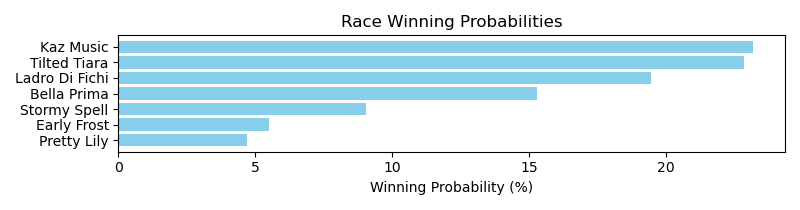 Race Winning Probabilities
Kaz Music
Tilted Tiara
Ladro Di Fichi
Bella Prima
Stormy Spell
Early Frost
Pretty Lily
0 5 10 15 20
Winning Probability (%)